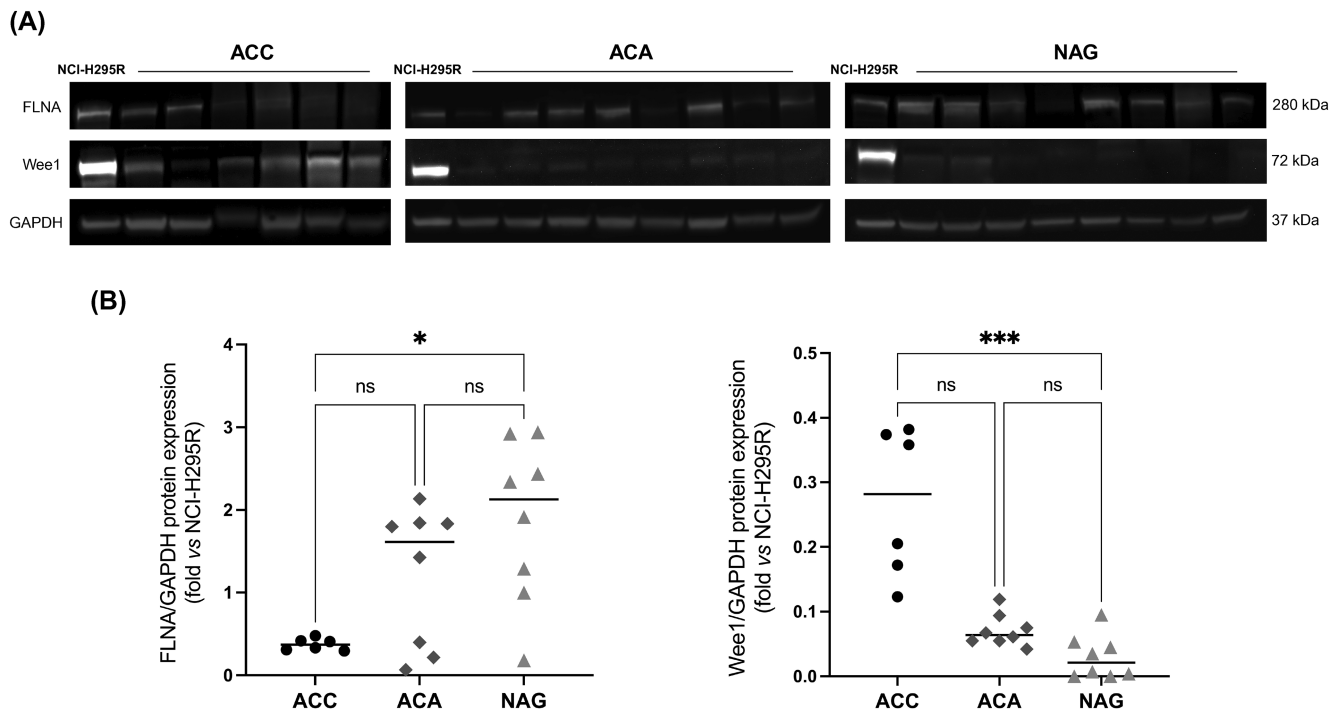 (A)
ACC
ACA
NAG
NCI-H295R
NCI-H295R
NCI-H295R
FLNA
280 kDa
Wee1
72 kDa
GAPDH
37 kDa
(B)
FLNA/GAPDH protein expression
(fold vs NCI-H295R)
4
3
2
1
0
*
ns
ns
ACC
ACA
NAG
Wee1/GAPDH protein expression
(fold vs NCI-H295R)
0.5
0.4
0.3
0.2
0.1
0.0
***
ns
ns
ACC
ACA
NAG